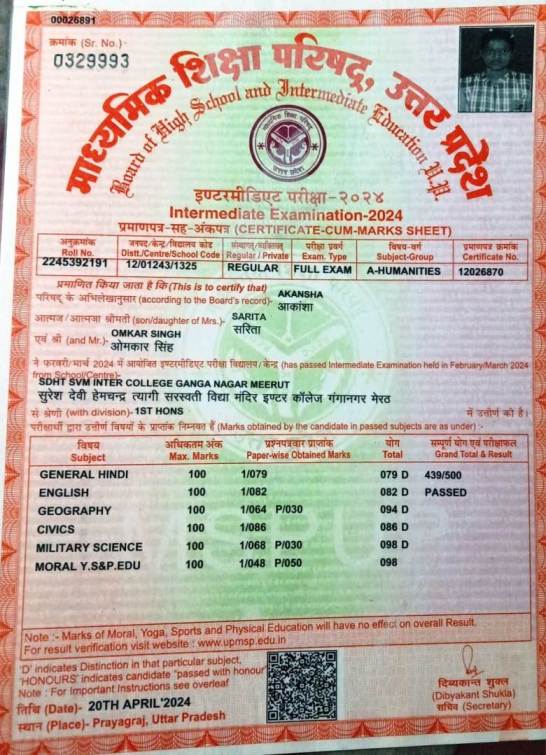 00026891
क्रमांक (Sr. No.)-
0329993
माध्यमिक शिक्षा परिषद्, उत्तर प्रदेश
Board of High School and Intermediate Education U.P.
इण्टरमीडिएट परीक्षा-२०२४
Intermediate Examination-2024
प्रमाणपत्र-सह-अंकपत्र (CERTIFICATE-CUM-MARKS SHEET)
अनुक्रमांक जनपद/केन्द्र/विद्यालय कोड संस्थागत/व्यक्तिगत परीक्षा प्रवर्ग विषय-वर्ग प्रमाणपत्र क्रमांक
Roll No. Distt./Centre/School Code Regular / Private Exam. Type Subject-Group Certificate No.
2245392191 12/01243/1325 REGULAR FULL EXAM A-HUMANITIES 12026870
प्रमाणित किया जाता है कि(This is to certify that)
परिषद् के अभिलेखानुसार (according to the Board's record)- AKANSHA
आकांशा
आत्मज / आत्मजा श्रीमती (son/daughter of Mrs.)- SARITA
सरिता
एवं श्री (and Mr.)- OMKAR SINGH
ओमकार सिंह
ने फरवरी/मार्च 2024 में आयोजित इण्टरमीडिएट परीक्षा विद्यालय/केन्द्र (has passed Intermediate Examination held in February/March 2024
from School/Centre)-
SDHT SVM INTER COLLEGE GANGA NAGAR MEERUT
सुरेश देवी हेमचन्द्र त्यागी सरस्वती विद्या मंदिर इण्टर कॉलेज गंगानगर मेरठ
से श्रेणी (with division)- 1ST HONS में उत्तीर्ण की है।
परीक्षार्थी द्वारा उत्तीर्ण विषयों के प्राप्तांक निम्नवत हैं (Marks obtained by the candidate in passed subjects are as under) :-
विषय अधिकतम अंक प्रश्नपत्रवार प्राप्तांक योग सम्पूर्ण योग एवं परीक्षाफल
Subject Max. Marks Paper-wise Obtained Marks Total Grand Total & Result
GENERAL HINDI 100 1/079 079 D 439/500
ENGLISH 100 1/082 082 D PASSED
GEOGRAPHY 100 1/064 P/030 094 D
CIVICS 100 1/086 086 D
MILITARY SCIENCE 100 1/068 P/030 098 D
MORAL Y.S&P.EDU 100 1/048 P/050 098
Note :- Marks of Moral, Yoga, Sports and Physical Education will have no effect on overall Result.
For result verification visit website : www.upmsp.edu.in
'D' indicates Distinction in that particular subject,
'HONOURS' indicates candidate "passed with honour"
Note : For Important Instructions see overleaf
तिथि (Date)- 20TH APRIL'2024
स्थान (Place)- Prayagraj, Uttar Pradesh
दिब्यकान्त शुक्ल
(Dibyakant Shukla)
सचिव (Secretary)